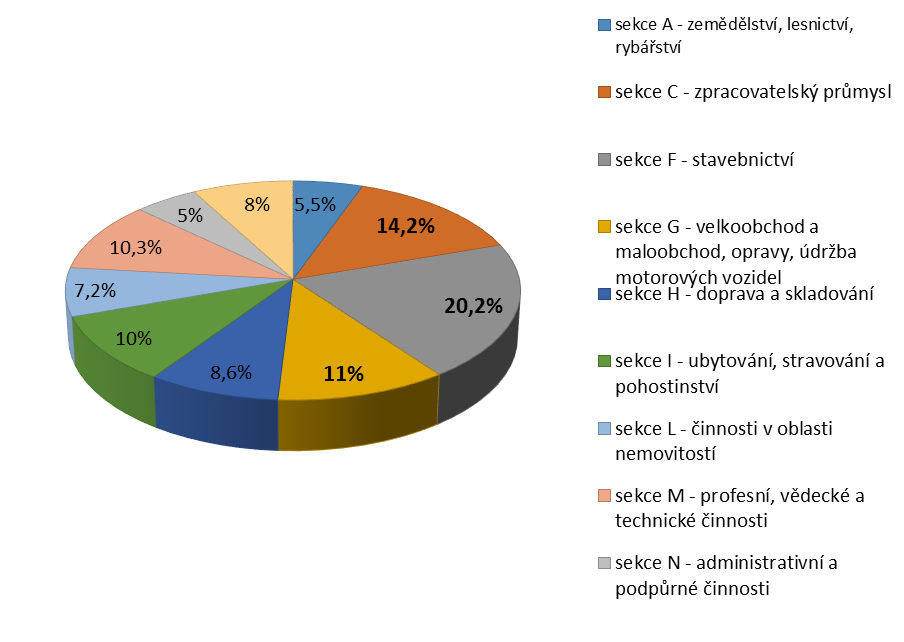 sekce A - zemědělství, lesnictví,
rybářství
sekce C - zpracovatelský průmysl
sekce F - stavebnictví
sekce G - velkoobchod a
maloobchod, opravy, údržba
motorových vozidel
sekce H - doprava a skladování
sekce I - ubytování, stravování a
pohostinství
sekce L - činnosti v oblasti
nemovitostí
sekce M - profesní, vědecké a
technické činnosti
sekce N - administrativní a
podpůrné činnosti
5,5%
14,2%
20,2%
11%
8,6%
10%
7,2%
10,3%
5%
8%